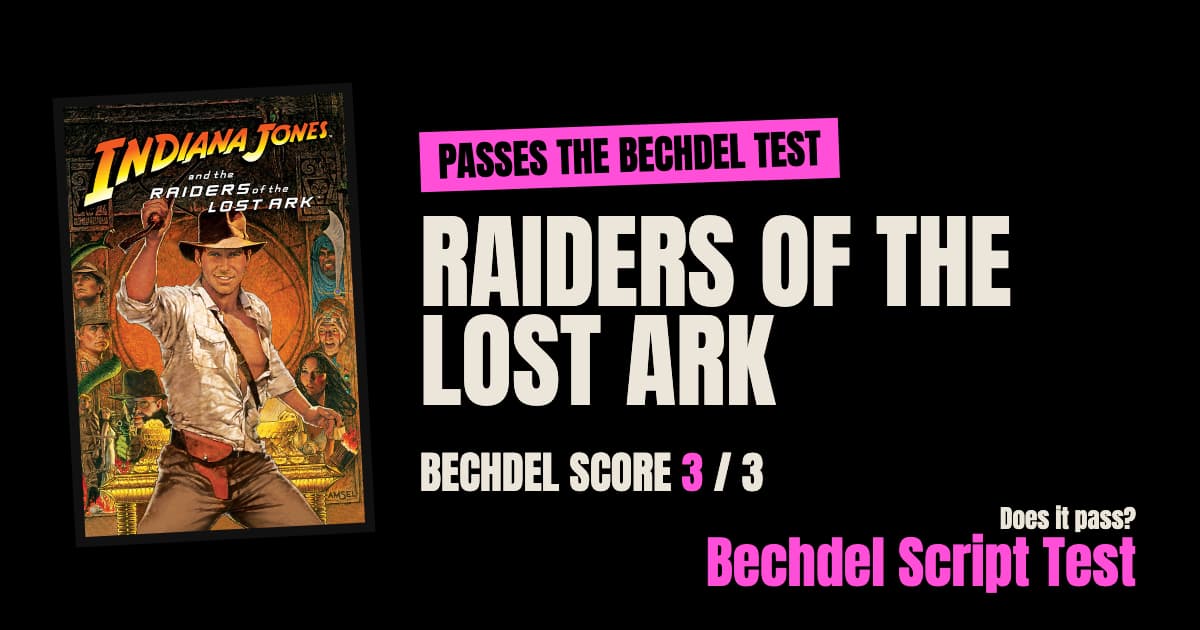 INDIANA JONES
and the
RAIDERS of the
LOST ARK
AMSEL
PASSES THE BECHDEL TEST
RAIDERS OF THE
LOST ARK
BECHDEL SCORE 3 / 3
Does it pass?
Bechdel Script Test